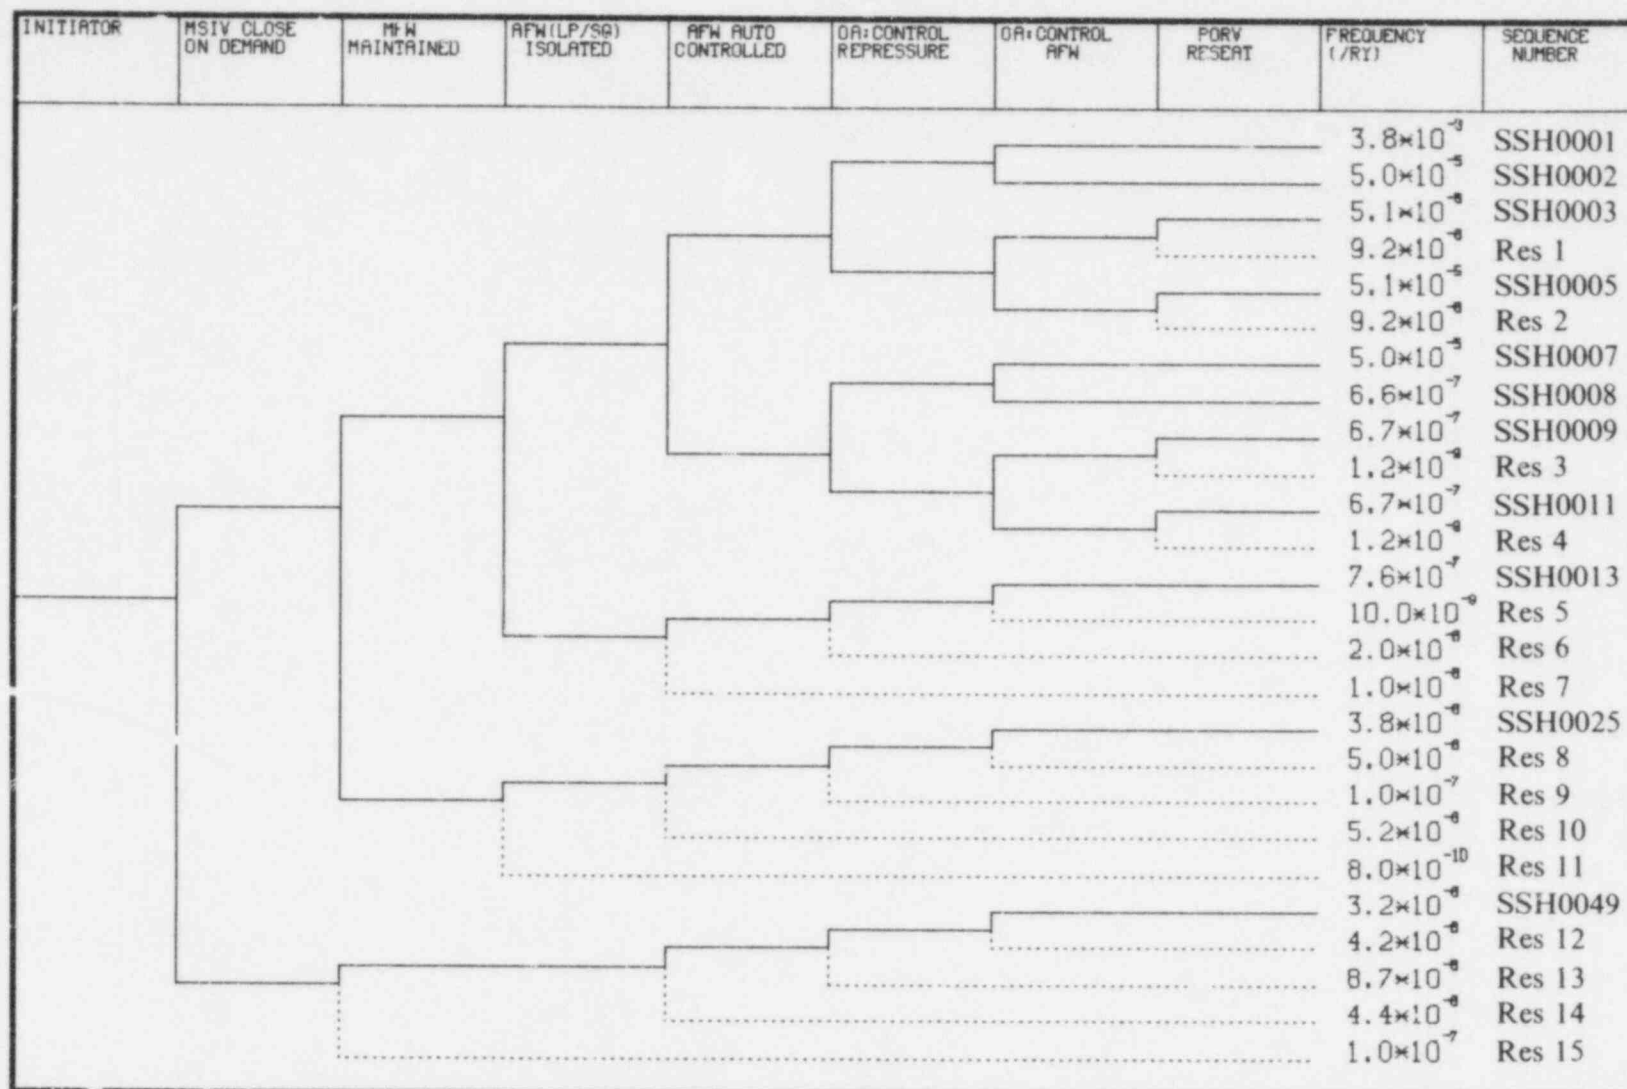 INITIATOR MSIV CLOSE ON DEMAND MFW MAINTAINED AFW(LP/SG) ISOLATED AFW AUTO CONTROLLED OA:CONTROL REPRESSURE OA:CONTROL AFW PORV RESEAT FREQUENCY (/RY) SEQUENCE NUMBER
3.8*10⁻³ SSH0001
5.0*10⁻⁵ SSH0002
5.1*10⁻⁵ SSH0003
9.2*10⁻⁸ Res 1
5.1*10⁻⁵ SSH0005
9.2*10⁻⁸ Res 2
5.0*10⁻⁵ SSH0007
6.6*10⁻⁷ SSH0008
6.7*10⁻⁷ SSH0009
1.2*10⁻⁹ Res 3
6.7*10⁻⁷ SSH0011
1.2*10⁻⁹ Res 4
7.6*10⁻⁷ SSH0013
10.0*10⁻⁹ Res 5
2.0*10⁻⁸ Res 6
1.0*10⁻⁸ Res 7
3.8*10⁻⁶ SSH0025
5.0*10⁻⁸ Res 8
1.0*10⁻⁷ Res 9
5.2*10⁻⁸ Res 10
8.0*10⁻¹⁰ Res 11
3.2*10⁻⁶ SSH0049
4.2*10⁻⁸ Res 12
8.7*10⁻⁸ Res 13
4.4*10⁻⁸ Res 14
1.0*10⁻⁷ Res 15